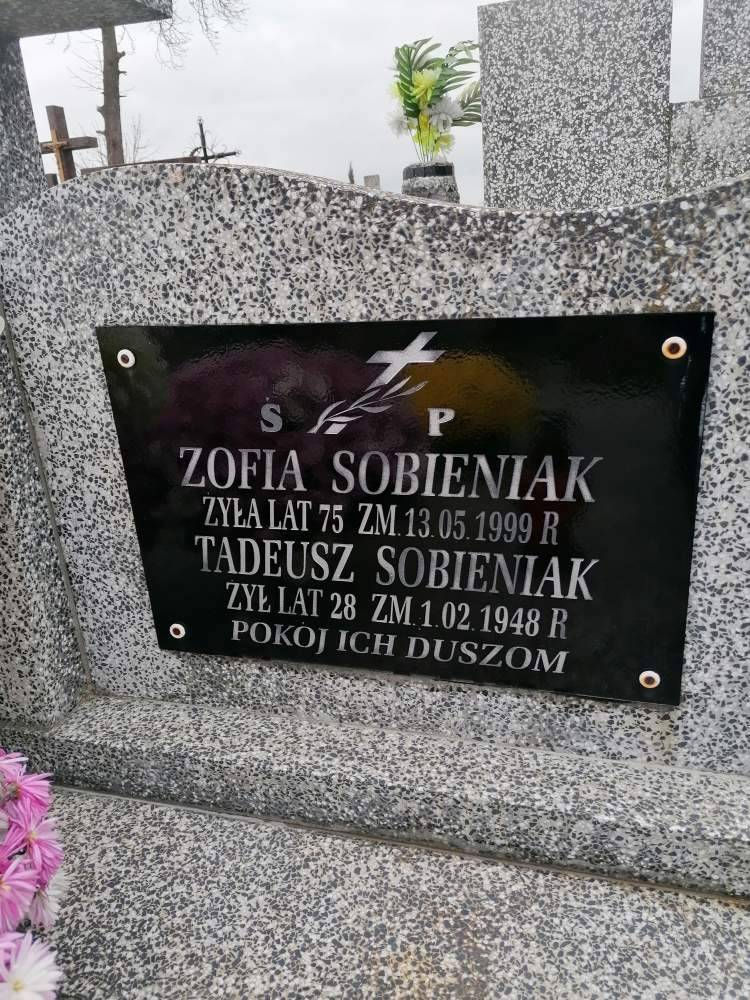 Ś P
ZOFIA SOBIENIAK
ŻYŁA LAT 75 ZM. 13.05.1999 R
TADEUSZ SOBIENIAK
ŻYŁ LAT 28 ZM. 1.02.1948 R
POKÓJ ICH DUSZOM